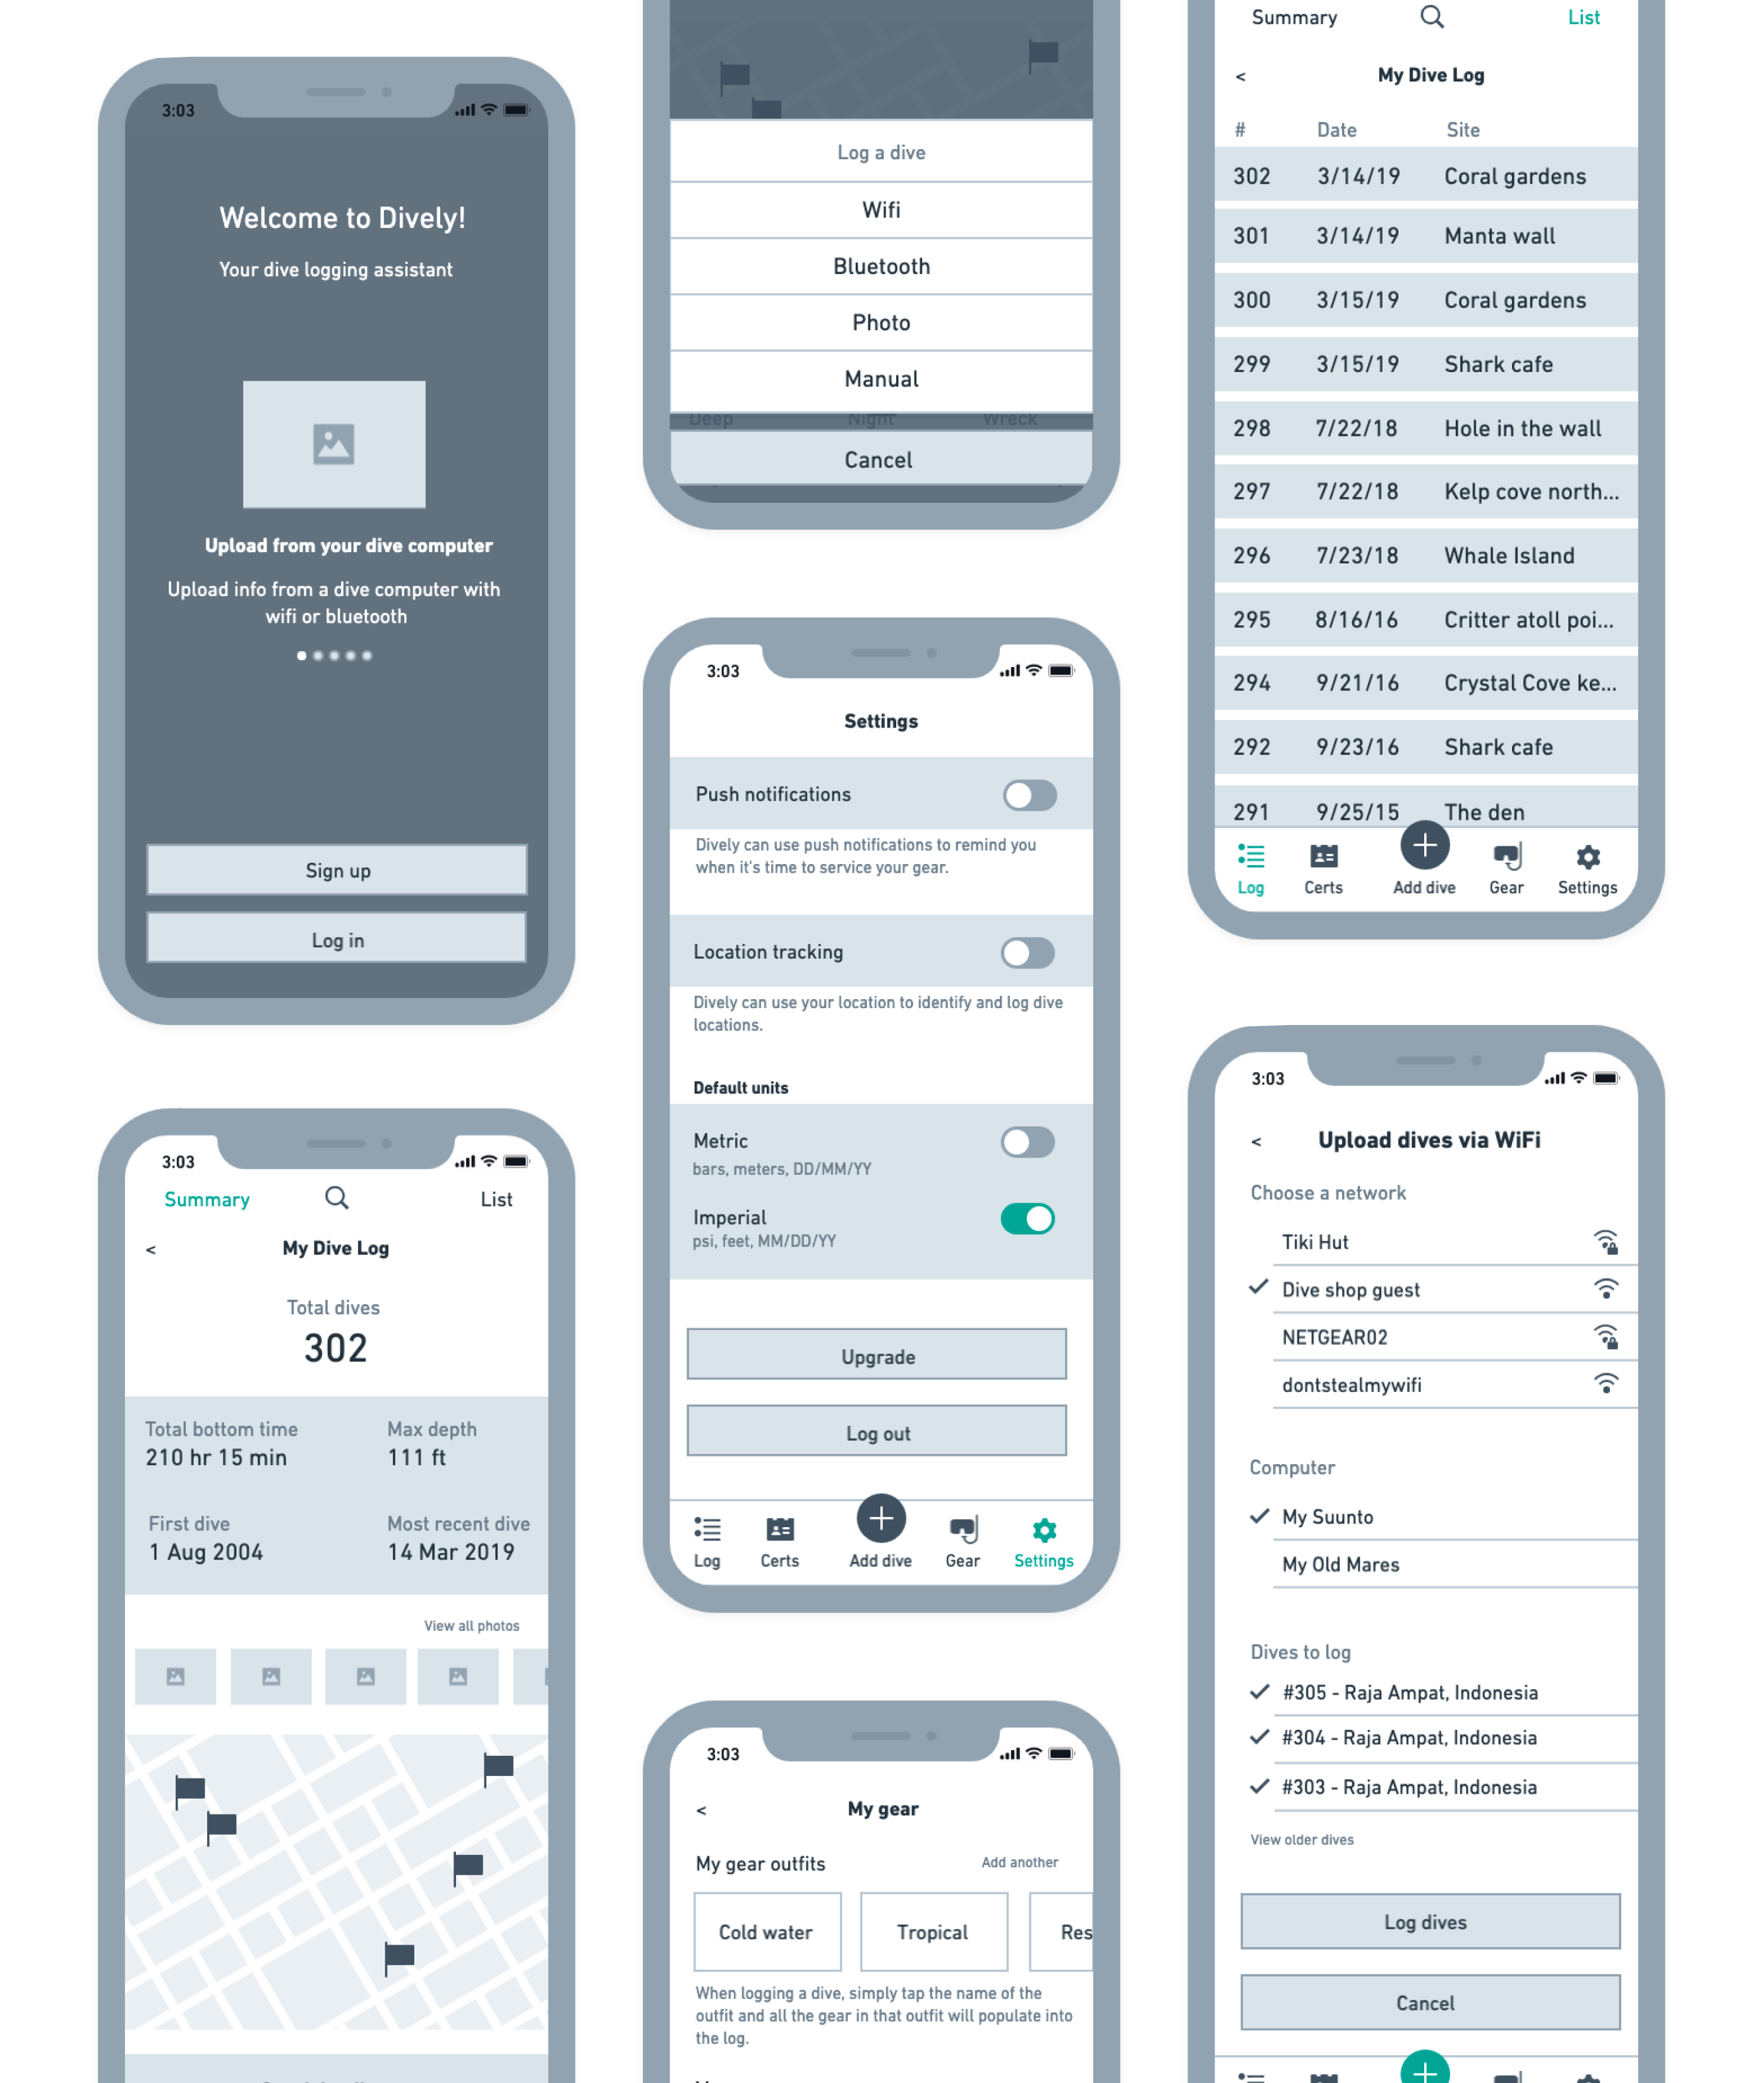 3:03
Welcome to Dively!
Your dive logging assistant
Upload from your dive computer
Upload info from a dive computer with
wifi or bluetooth
Sign up
Log in
3:03
Summary
List
<
My Dive Log
Total dives
302
Total bottom time
Max depth
210 hr 15 min
111 ft
First dive
Most recent dive
1 Aug 2004
14 Mar 2019
View all photos
Log a dive
Wifi
Bluetooth
Photo
Manual
Deep
Night
Wreck
Cancel
3:03
Settings
Push notifications
Dively can use push notifications to remind you
when it's time to service your gear.
Location tracking
Dively can use your location to identify and log dive
locations.
Default units
Metric
bars, meters, DD/MM/YY
Imperial
psi, feet, MM/DD/YY
Upgrade
Log out
Log
Certs
Add dive
Gear
Settings
3:03
<
My gear
My gear outfits
Add another
Cold water
Tropical
Res
When logging a dive, simply tap the name of the
outfit and all the gear in that outfit will populate into
the log.
Summary
List
<
My Dive Log
# Date Site
302 3/14/19 Coral gardens
301 3/14/19 Manta wall
300 3/15/19 Coral gardens
299 3/15/19 Shark cafe
298 7/22/18 Hole in the wall
297 7/22/18 Kelp cove north...
296 7/23/18 Whale Island
295 8/16/16 Critter atoll poi...
294 9/21/16 Crystal Cove ke...
292 9/23/16 Shark cafe
291 9/25/15 The den
Log
Certs
Add dive
Gear
Settings
3:03
<
Upload dives via WiFi
Choose a network
Tiki Hut
Dive shop guest
NETGEAR02
dontstealmywifi
Computer
My Suunto
My Old Mares
Dives to log
#305 - Raja Ampat, Indonesia
#304 - Raja Ampat, Indonesia
#303 - Raja Ampat, Indonesia
View older dives
Log dives
Cancel